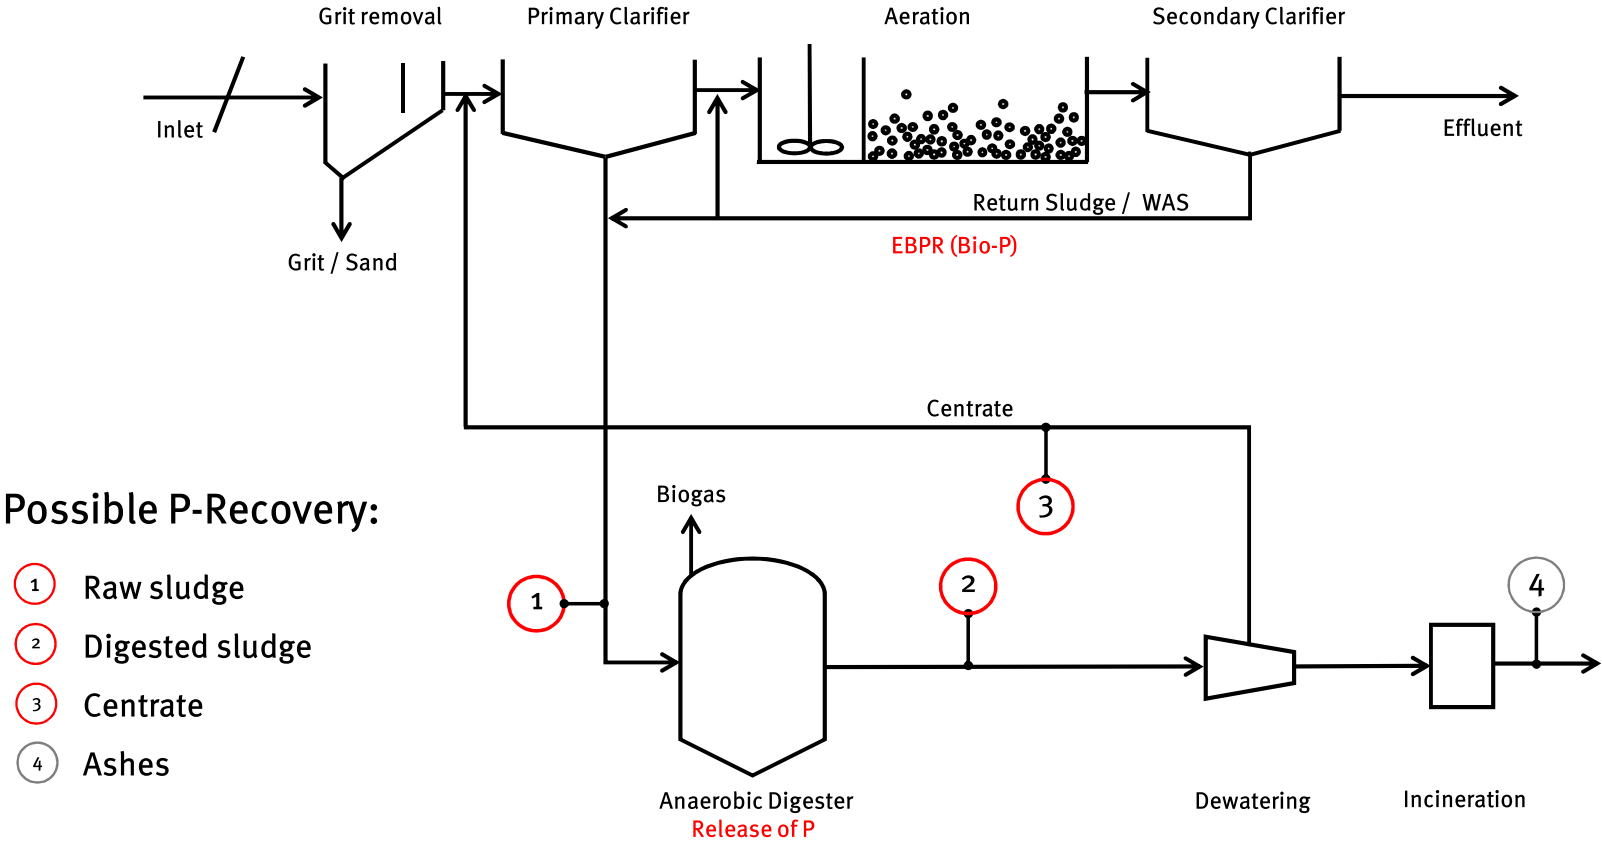 Grit removal
Primary Clarifier
Aeration
Secondary Clarifier
Inlet
Effluent
Return Sludge / WAS
EBPR (Bio-P)
Grit / Sand
Centrate
Biogas
3
Possible P-Recovery:
1 Raw sludge
2 Digested sludge
3 Centrate
4 Ashes
1
2
4
Anaerobic Digester
Release of P
Dewatering
Incineration